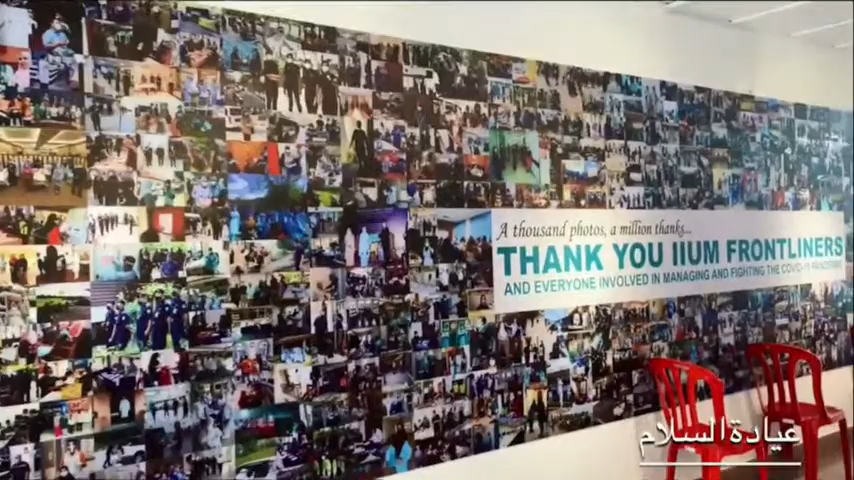 A thousand photos, a million thanks...
THANK YOU IIUM FRONTLINERS
AND EVERYONE INVOLVED IN MANAGING AND FIGHTING THE COVID-19 PANDEMIC
عيادة السلام